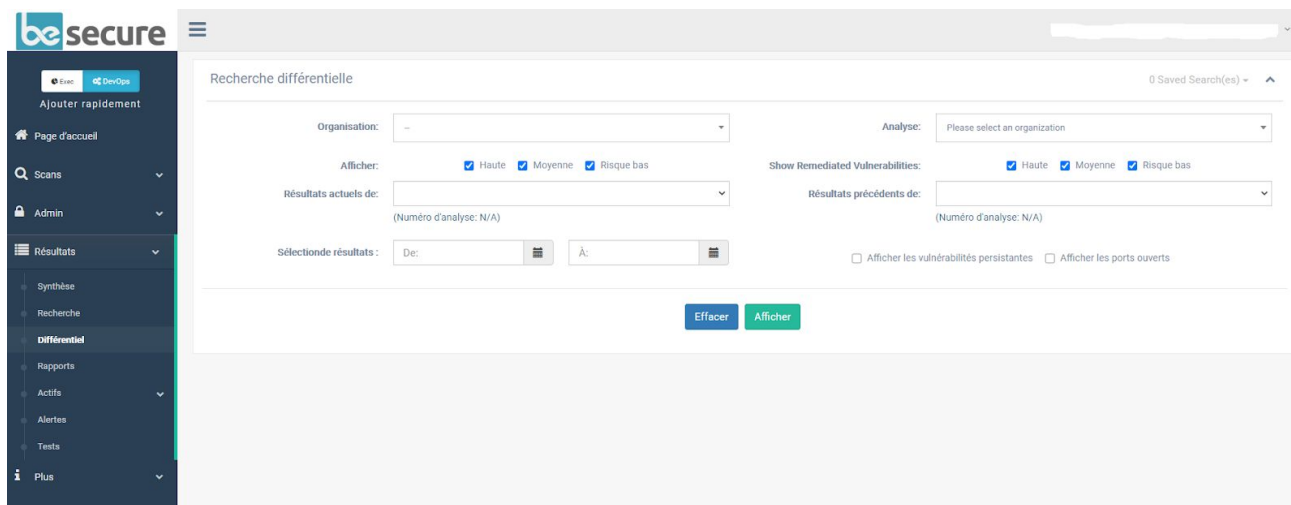 be secure
Exec DevOps
Ajouter rapidement
Page d'accueil
Scans
Admin
Résultats
Synthèse
Recherche
Différentiel
Rapports
Actifs
Alertes
Tests
Plus
Recherche différentielle
0 Saved Search(es)
Organisation: --
Analyse: Please select an organization
Afficher: Haute Moyenne Risque bas
Show Remediated Vulnerabilities: Haute Moyenne Risque bas
Résultats actuels de:
(Numéro d'analyse: N/A)
Résultats précédents de:
(Numéro d'analyse: N/A)
Sélectionde résultats : De: À:
Afficher les vulnérabilités persistantes Afficher les ports ouverts
Effacer Afficher